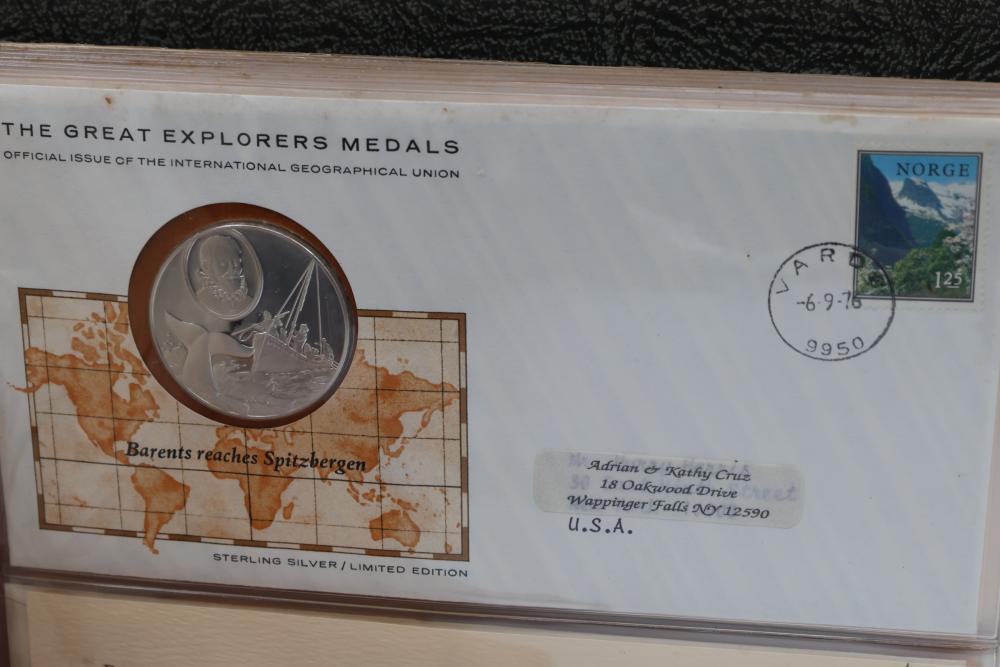 THE GREAT EXPLORERS MEDALS
OFFICIAL ISSUE OF THE INTERNATIONAL GEOGRAPHICAL UNION
NORGE
125
VARDØ
-6-9-76
9950
Barents reaches Spitzbergen
Adrian & Kathy Cruz
18 Oakwood Drive
Wappinger Falls NY 12590
U.S.A.
STERLING SILVER / LIMITED EDITION